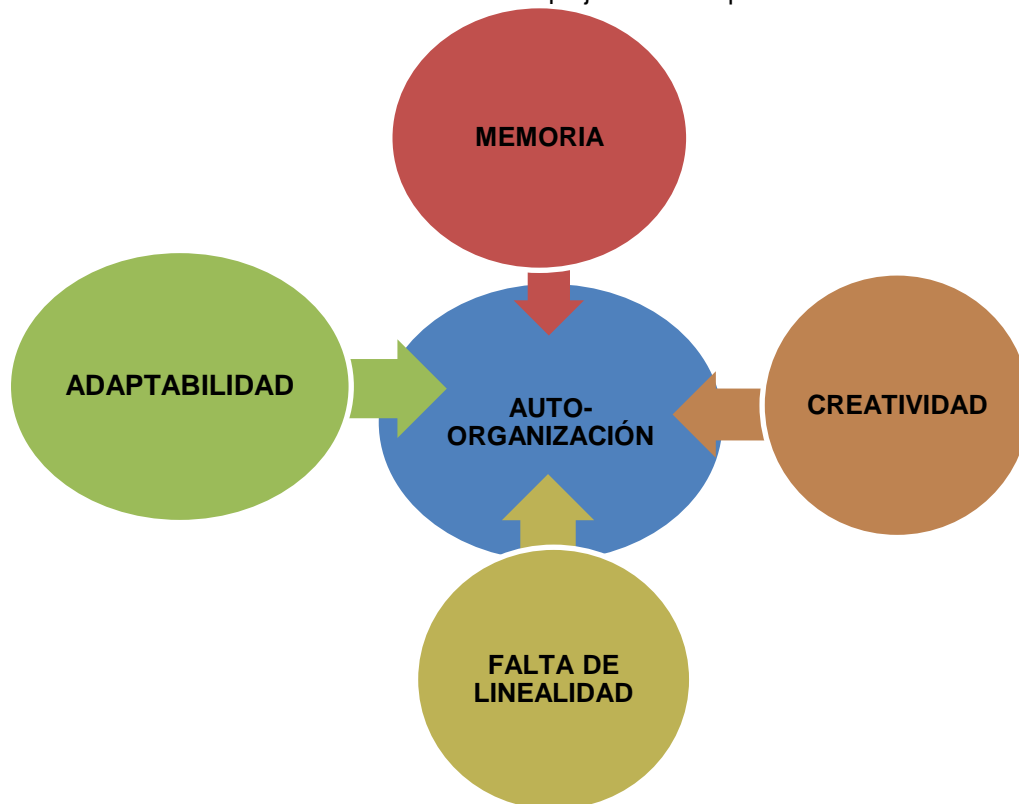 MEMORIA
ADAPTABILIDAD
AUTO-
ORGANIZACIÓN
CREATIVIDAD
FALTA DE
LINEALIDAD